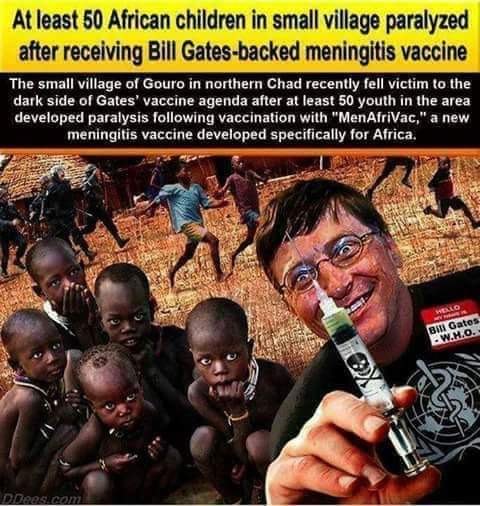 At least 50 African children in small village paralyzed
after receiving Bill Gates-backed meningitis vaccine
The small village of Gouro in northern Chad recently fell victim to the
dark side of Gates' vaccine agenda after at least 50 youth in the area
developed paralysis following vaccination with "MenAfriVac," a new
meningitis vaccine developed specifically for Africa.
HELLO
MY NAME IS
Bill Gates
- W.H.O. -
DDees.com